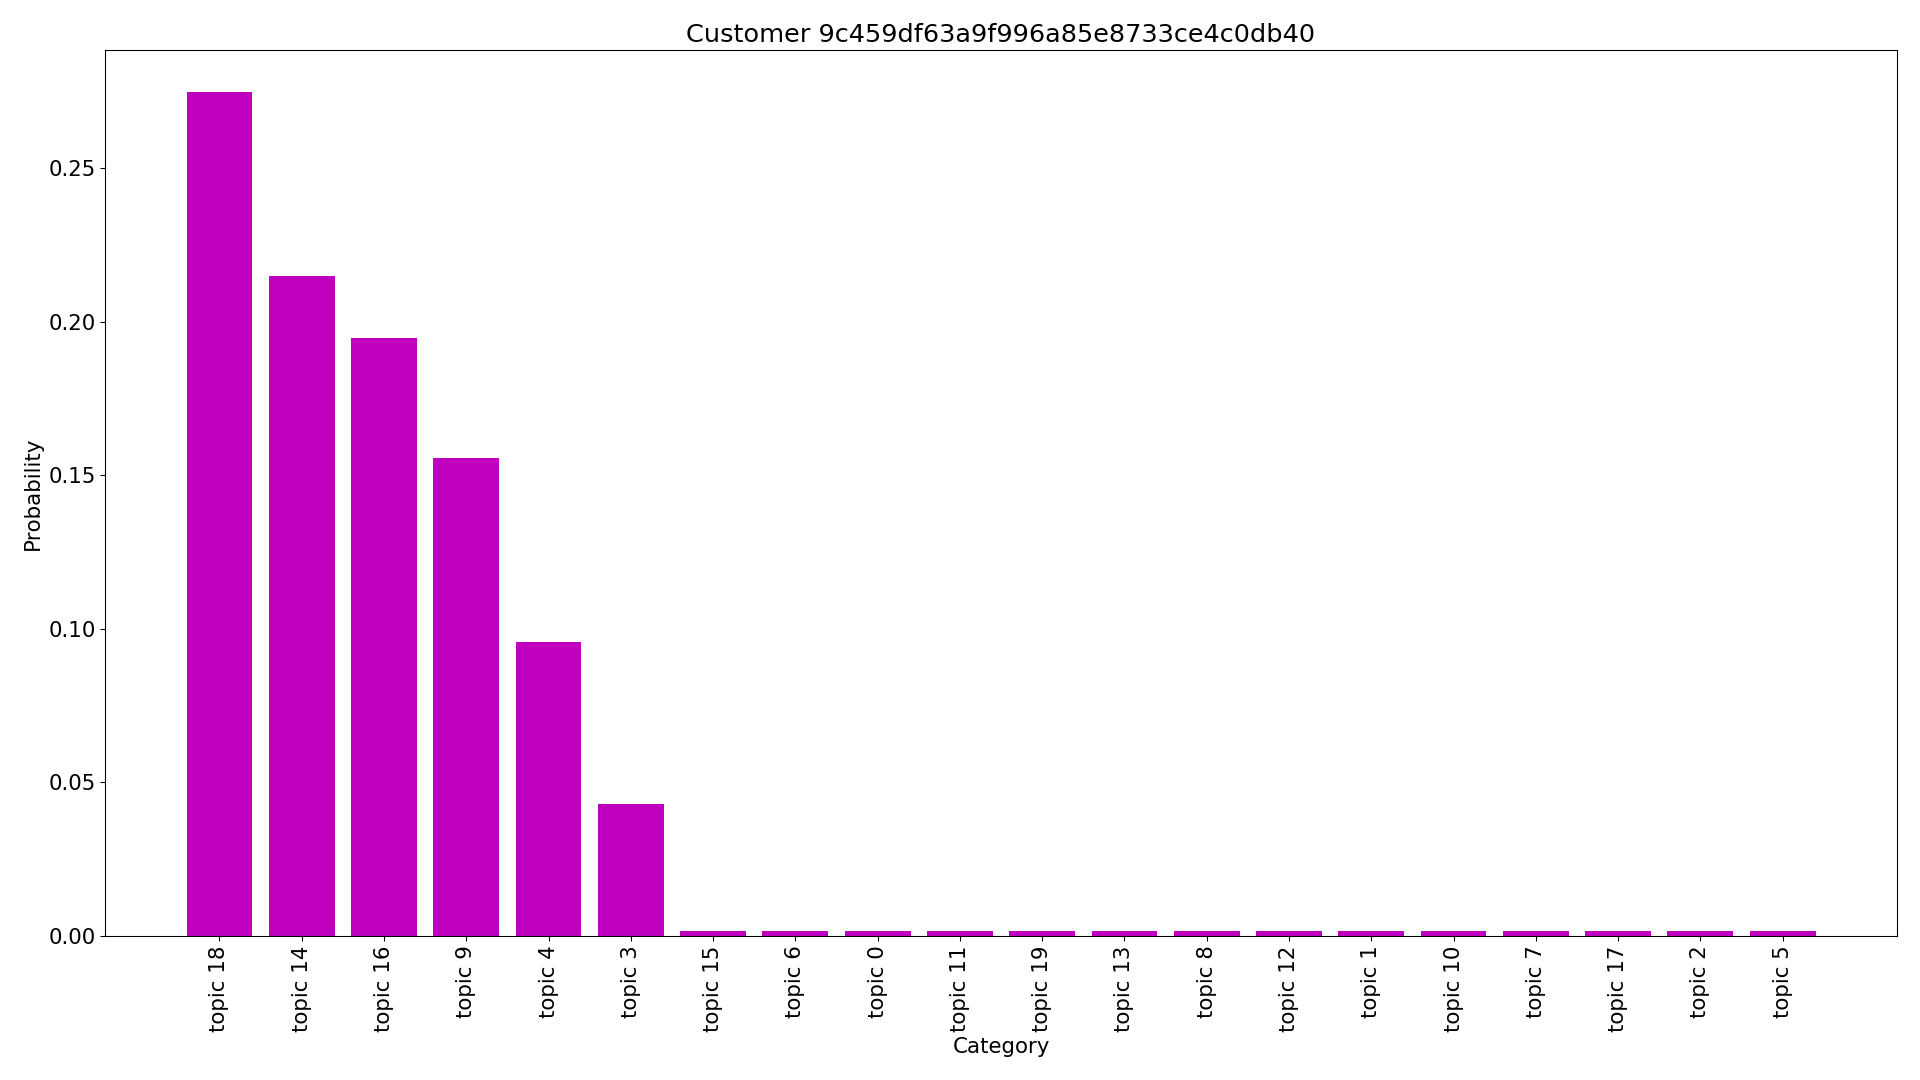 Customer 9c459df63a9f996a85e8733ce4c0db40
Probability
0.25
0.20
0.15
0.10
0.05
0.00
topic 18
topic 14
topic 16
topic 9
topic 4
topic 3
topic 15
topic 6
topic 0
topic 11
topic 19
topic 13
topic 8
topic 12
topic 1
topic 10
topic 7
topic 17
topic 2
topic 5
Category